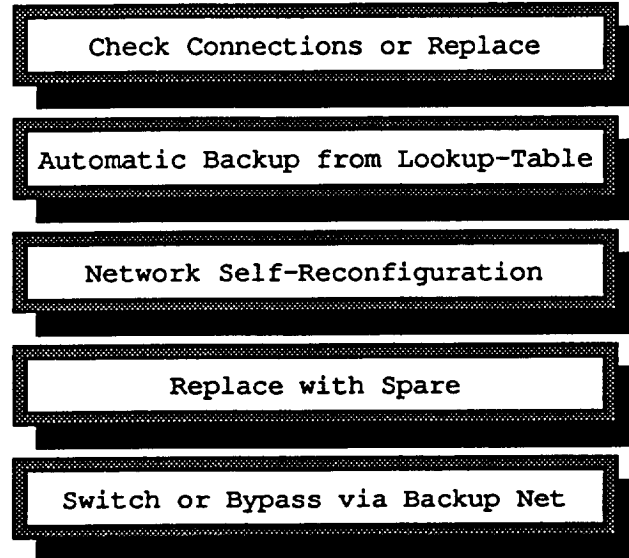 Check Connections or Replace
Automatic Backup from Lookup-Table
Network Self-Reconfiguration
Replace with Spare
Switch or Bypass via Backup Net